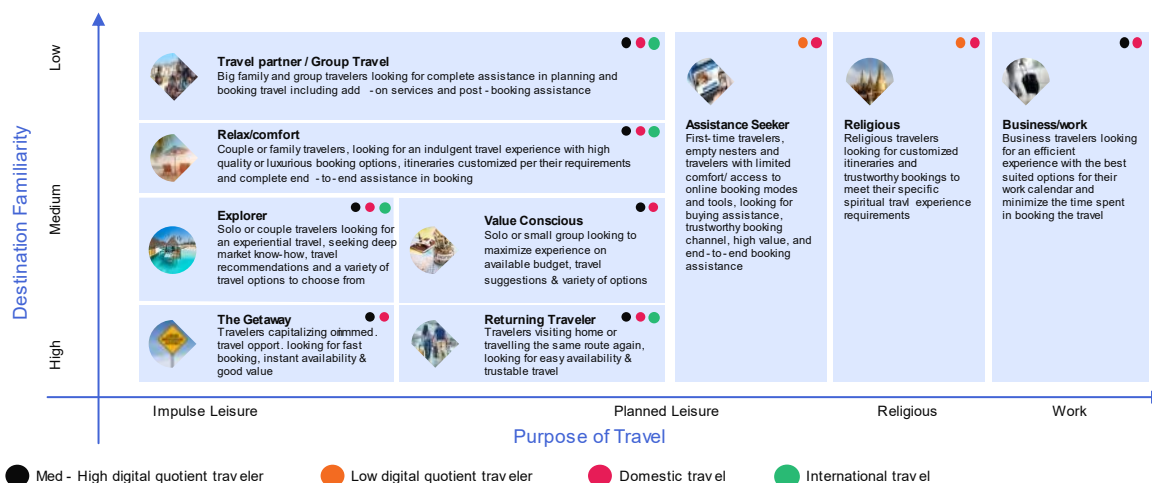 Low
Travel partner / Group Travel
Big family and group travelers looking for complete assistance in planning and
booking travel including add -on services and post-booking assistance
Relax/comfort
Couple or family travelers, looking for an indulgent travel experience with high
quality or luxurious booking options, itineraries customized per their requirements
and complete end -to-end assistance in booking
Explorer
Solo or couple travelers looking for
an experiential travel, seeking deep
market know-how, travel
recommendations and a variety of
travel options to choose from
Value Conscious
Solo or small group looking to
maximize experience on
available budget, travel
suggestions & variety of options
The Getaway
Travelers capitalizing on immed.
travel opport. looking for fast
booking, instant availability &
good value
Returning Traveler
Travelers visiting home or
travelling the same route again,
looking for easy availability &
trustable travel
Assistance Seeker
First-time travelers,
empty nesters and
travelers with limited
comfort/ access to
online booking modes
and tools, looking for
buying assistance,
trustworthy booking
channel, high value, and
end-to-end booking
assistance
Religious
Religious travelers
looking for customized
itineraries and
trustworthy bookings to
meet their specific
spiritual travl experience
requirements
Business/work
Business travelers looking
for an efficient
experience with the best
suited options for their
work calendar and
minimize the time spent
in booking the travel
Destination Familiarity
Medium
High
Impulse Leisure
Planned Leisure
Religious
Work
Purpose of Travel
Med - High digital quotient traveler
Low digital quotient traveler
Domestic travel
International travel